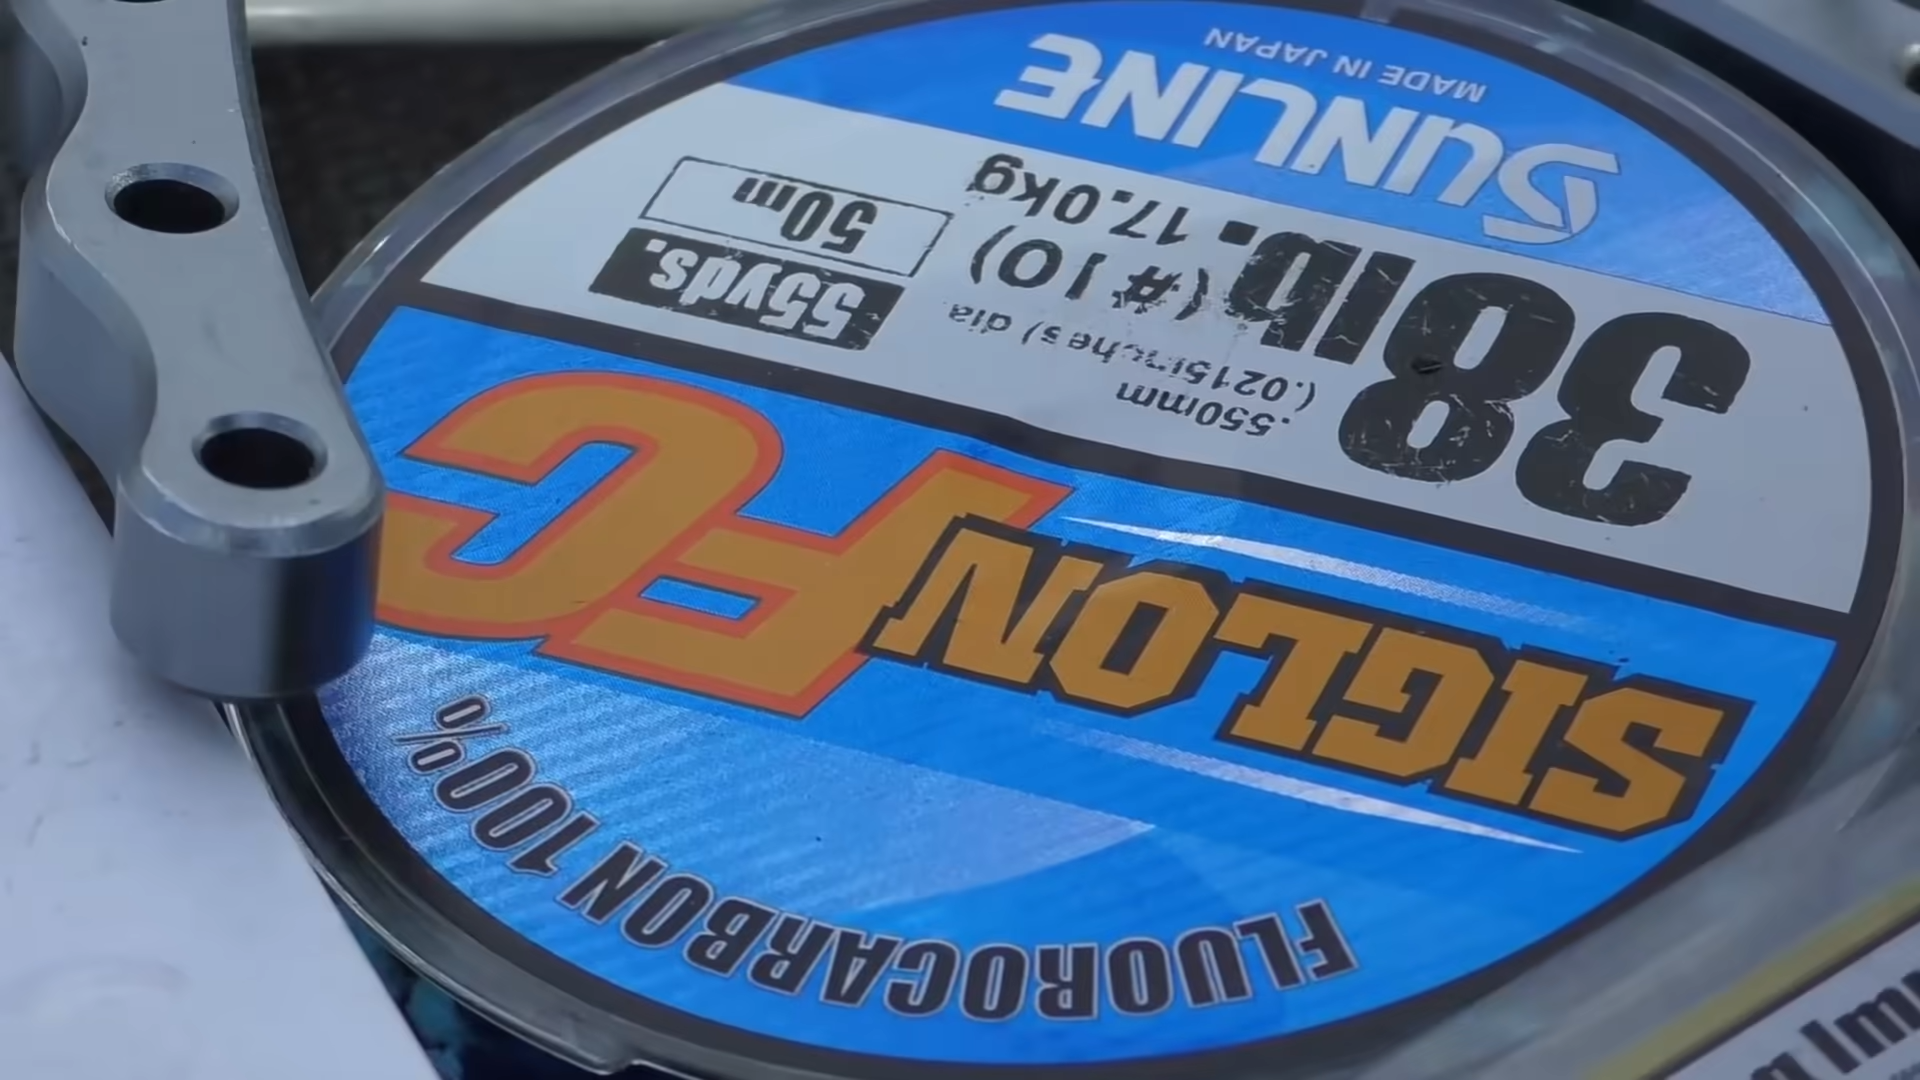 FLUOROCARBON 100%
SIGLON FC
38lb. (#10) 17.0kg
.550mm
(.0215inches) dia
55yds.
50m
SUNLINE
MADE IN JAPAN